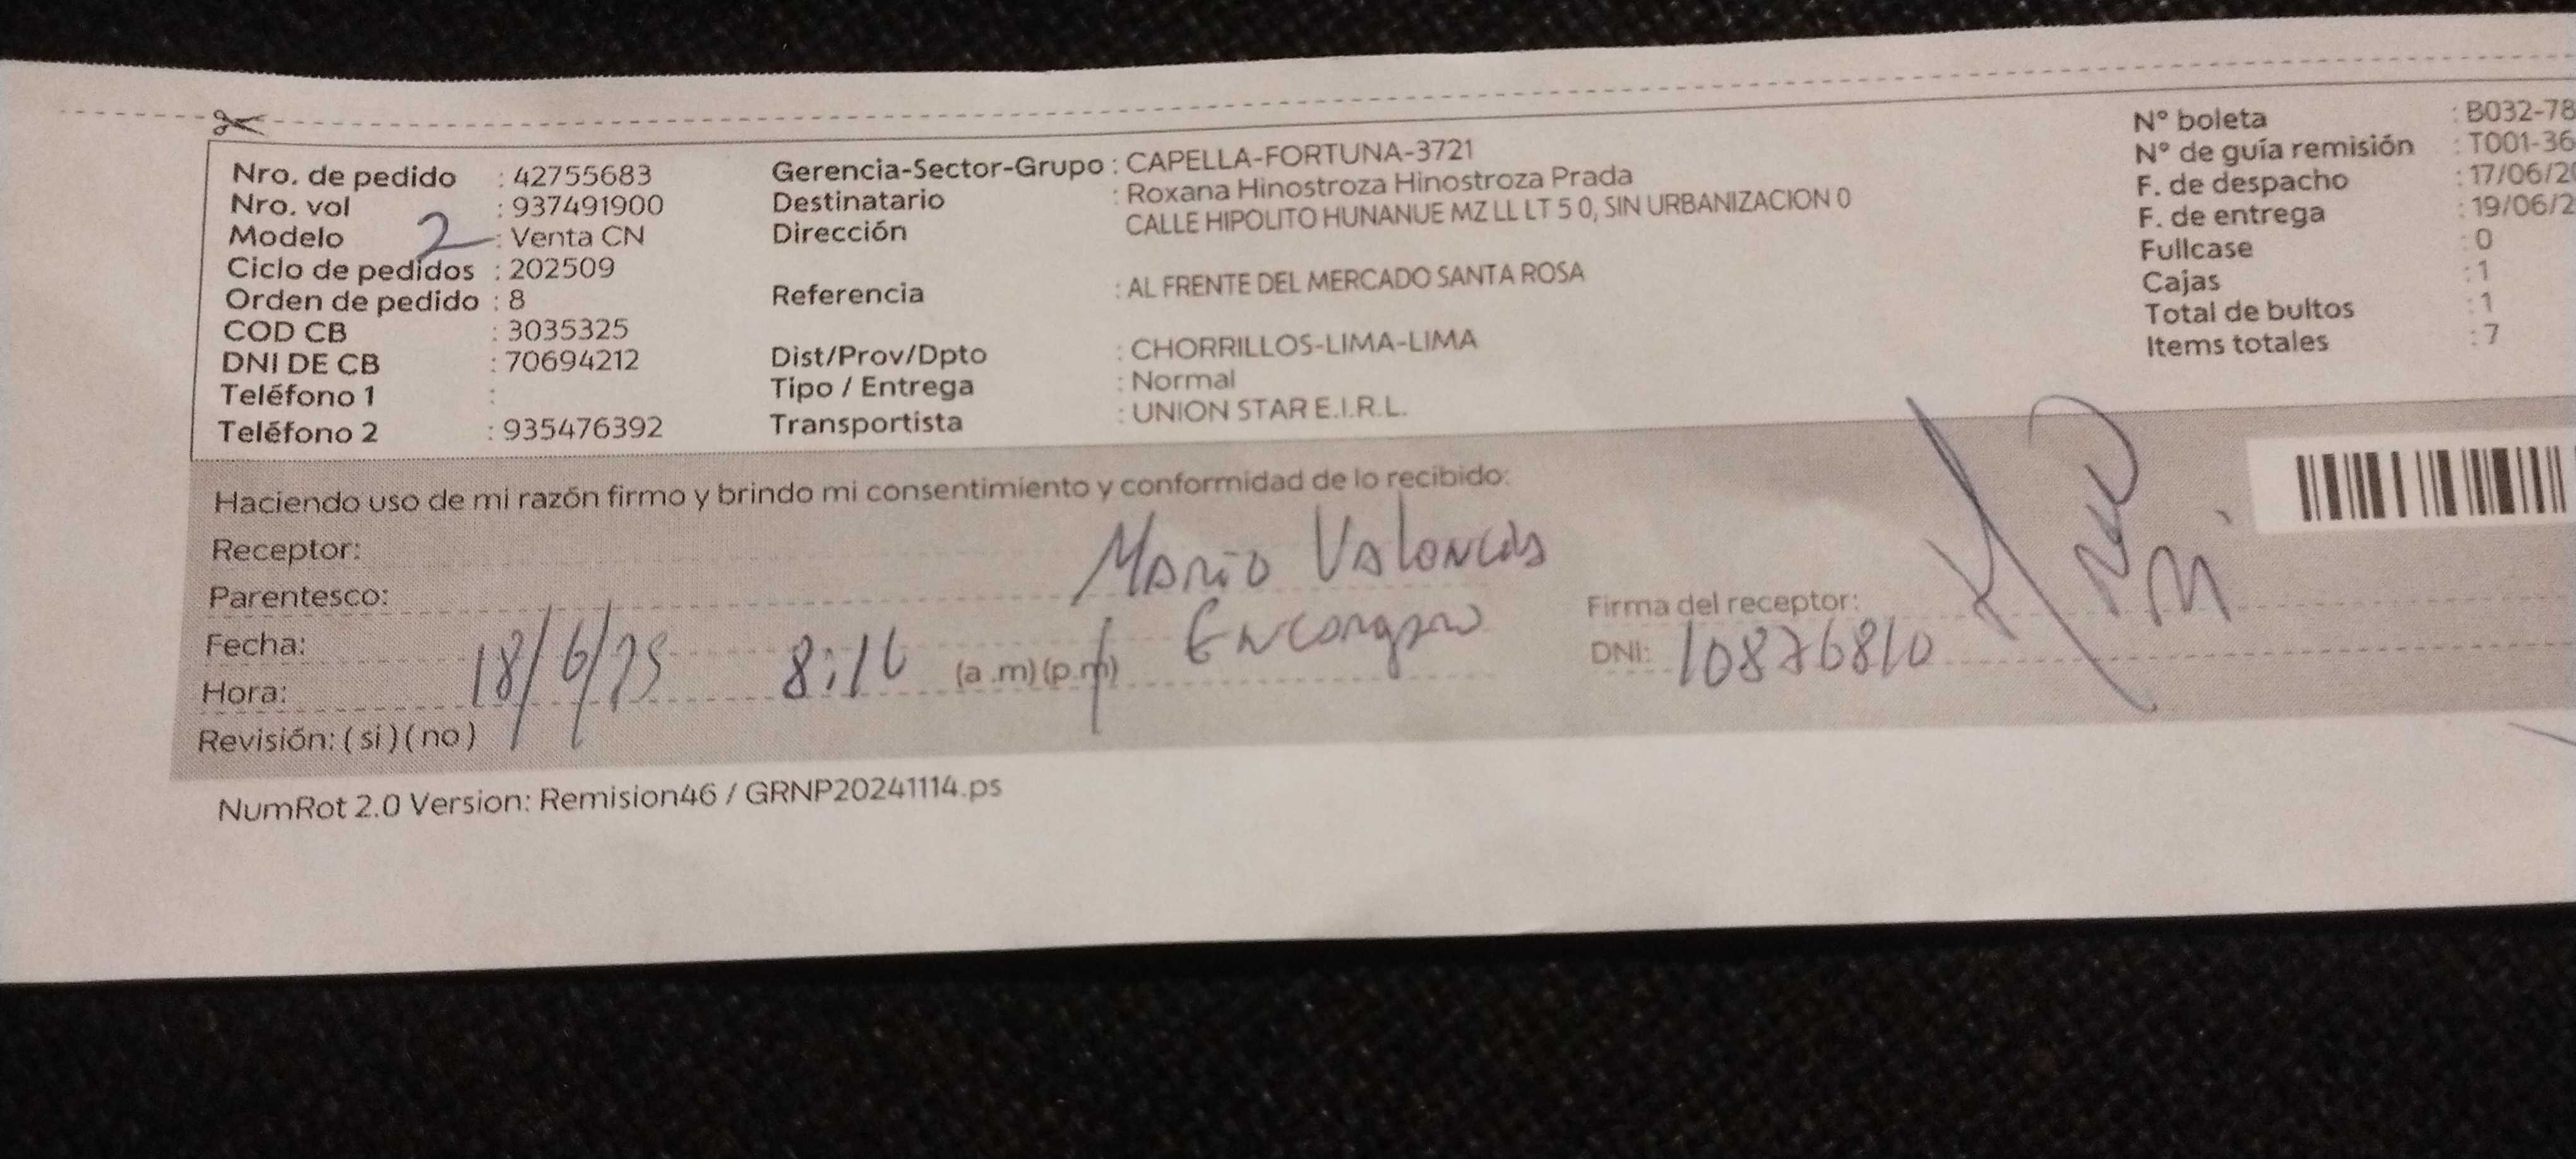 Nro. de pedido : 42755683
Nro. vol : 937491900
Modelo 2 : Venta CN
Ciclo de pedidos : 202509
Orden de pedido : 8
COD CB : 3035325
DNI DE CB : 70694212
Teléfono 1 :
Teléfono 2 : 935476392
Gerencia-Sector-Grupo : CAPELLA-FORTUNA-3721
Destinatario : Roxana Hinostroza Hinostroza Prada
Dirección CALLE HIPOLITO HUNANUE MZ LL LT 5 0, SIN URBANIZACION 0
Referencia : AL FRENTE DEL MERCADO SANTA ROSA
Dist/Prov/Dpto : CHORRILLOS-LIMA-LIMA
Tipo / Entrega : Normal
Transportista : UNION STAR E.I.R.L.
N° boleta : B032-78
N° de guía remisión : T001-36
F. de despacho : 17/06/20
F. de entrega : 19/06/2
Fullcase : 0
Cajas : 1
Total de bultos : 1
Items totales : 7
Haciendo uso de mi razón firmo y brindo mi consentimiento y conformidad de lo recibido:
Receptor: Mario Valencia
Parentesco: Encargado
Fecha: 18/6/25
Hora: 8:16 (a.m) (p.m)
Revisión: ( si ) ( no )
Firma del receptor:
DNI: 10876810
NumRot 2.0 Version: Remision46 / GRNP20241114.ps